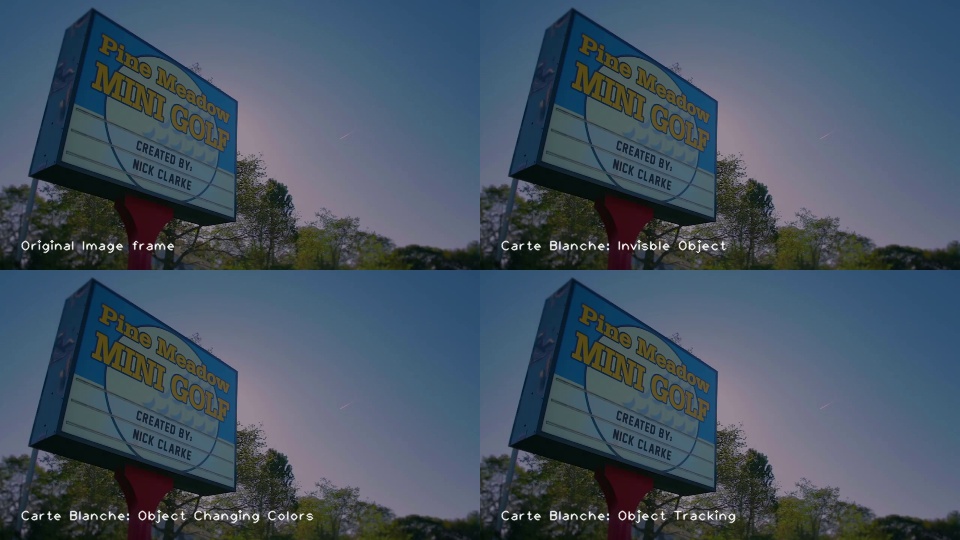 Pine Meadow
MINI GOLF
CREATED BY:
NICK CLARKE
Original Image frame
Pine Meadow
MINI GOLF
CREATED BY:
NICK CLARKE
Carte Blanche: Invisble Object
Pine Meadow
MINI GOLF
CREATED BY:
NICK CLARKE
Carte Blanche: Object Changing Colors
Pine Meadow
MINI GOLF
CREATED BY:
NICK CLARKE
Carte Blanche: Object Tracking